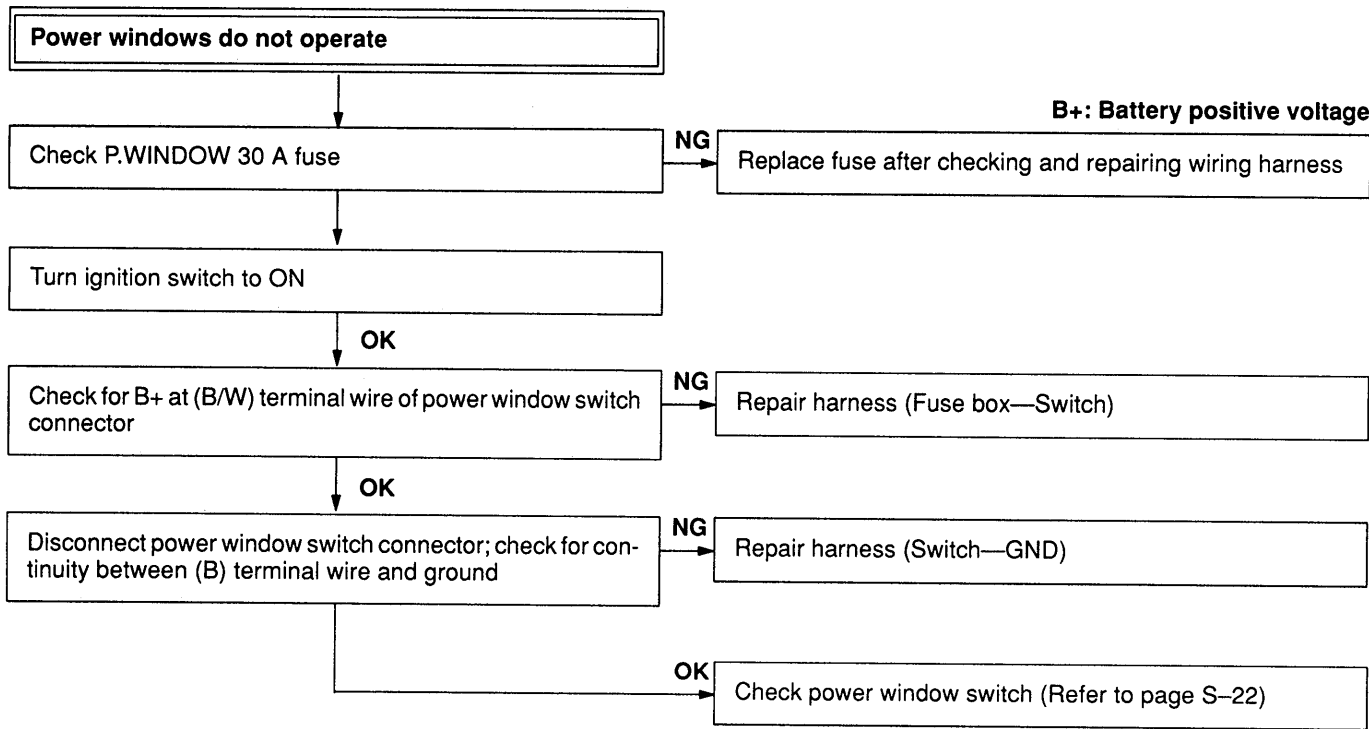 Power windows do not operate
B+: Battery positive voltage
Check P.WINDOW 30 A fuse
NG
Replace fuse after checking and repairing wiring harness
Turn ignition switch to ON
OK
Check for B+ at (B/W) terminal wire of power window switch
connector
NG
Repair harness (Fuse box—Switch)
OK
Disconnect power window switch connector; check for con-
tinuity between (B) terminal wire and ground
NG
Repair harness (Switch—GND)
OK
Check power window switch (Refer to page S–22)